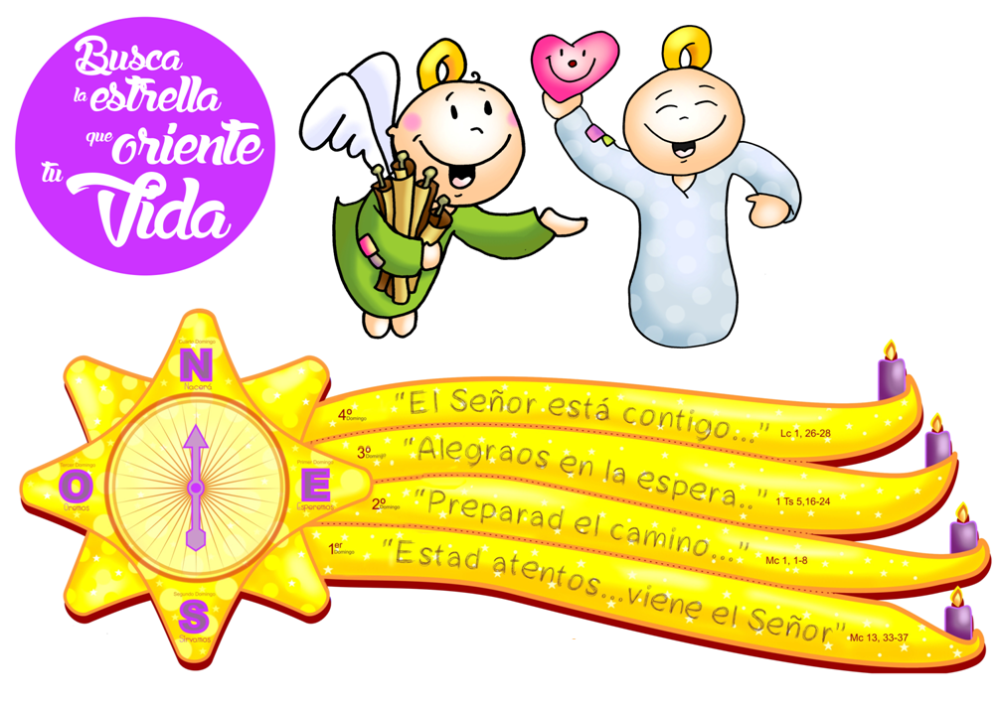 Busca
la estrella
que oriente
tu Vida
Cuarto Domingo
N
Nacerá
Tercer Domingo
O
Oremos
Primer Domingo
E
Esperemos
Segundo Domingo
S
Sirvamos
4º Domingo "El Señor está contigo..." Lc 1, 26-28
3º Domingo "Alegraos en la espera.." 1 Ts 5,16-24
2º Domingo "Preparad el camino..." Mc 1, 1-8
1er Domingo "Estad atentos...viene el Señor" Mc 13, 33-37